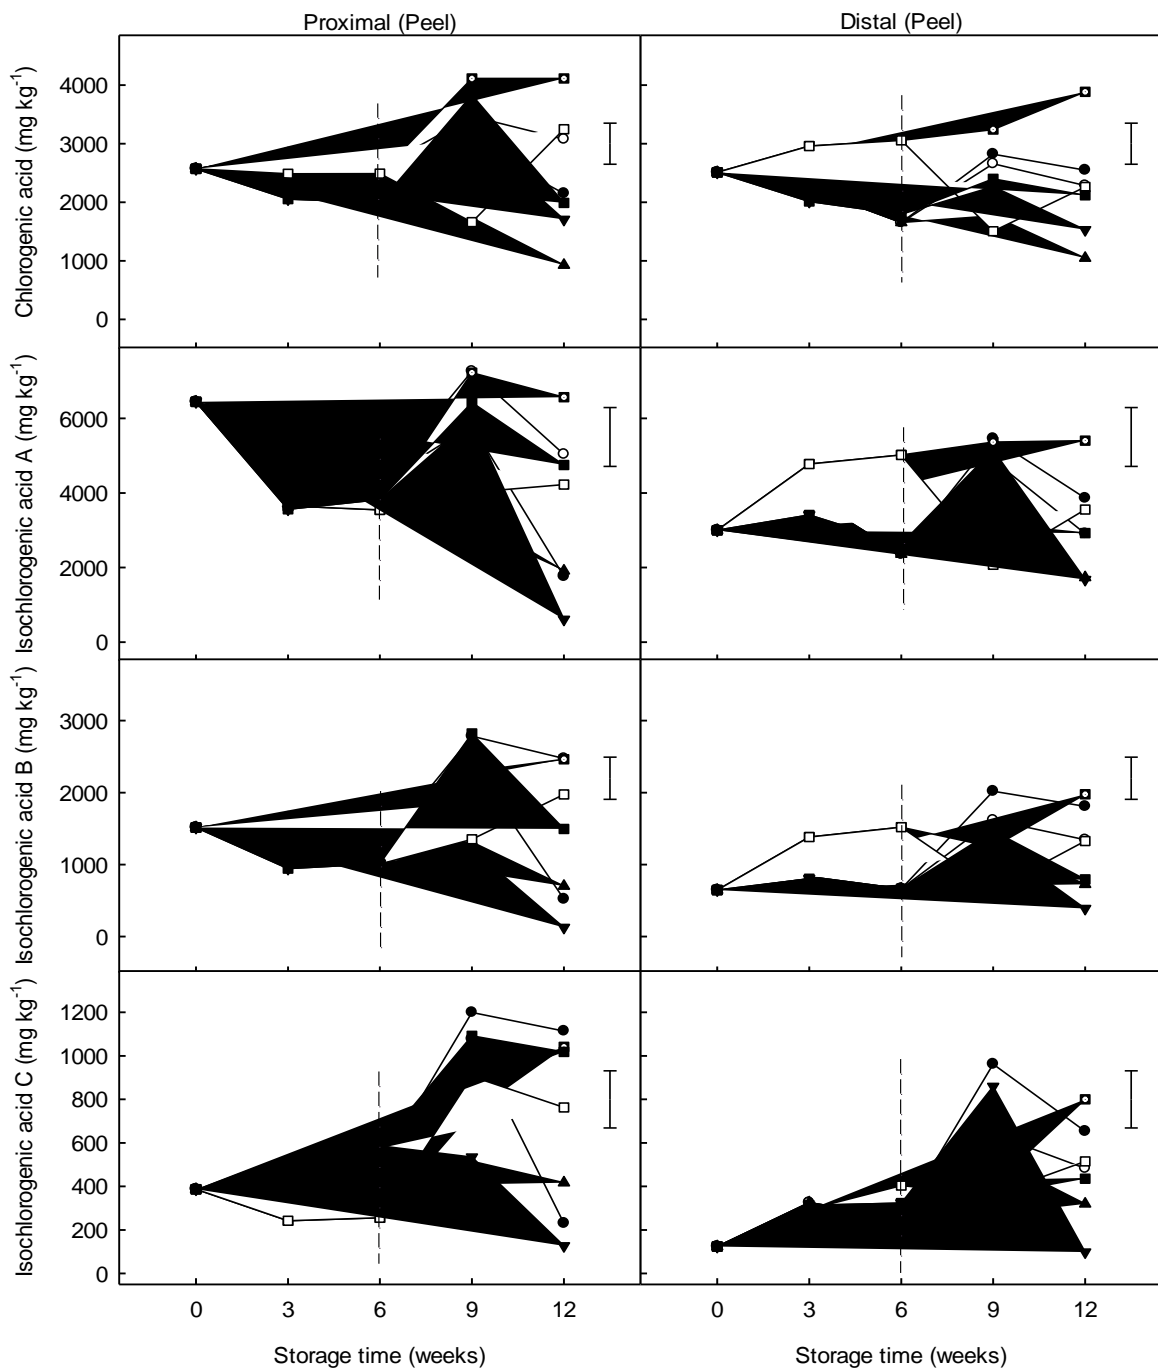 Proximal (Peel)
Distal (Peel)
Chlorogenic acid (mg kg-1)
4000
3000
2000
1000
0
Isochlorogenic acid A (mg kg-1)
6000
4000
2000
0
Isochlorogenic acid B (mg kg-1)
3000
2000
1000
0
Isochlorogenic acid C (mg kg-1)
1200
1000
800
600
400
200
0
0 3 6 9 12
0 3 6 9 12
Storage time (weeks)
Storage time (weeks)